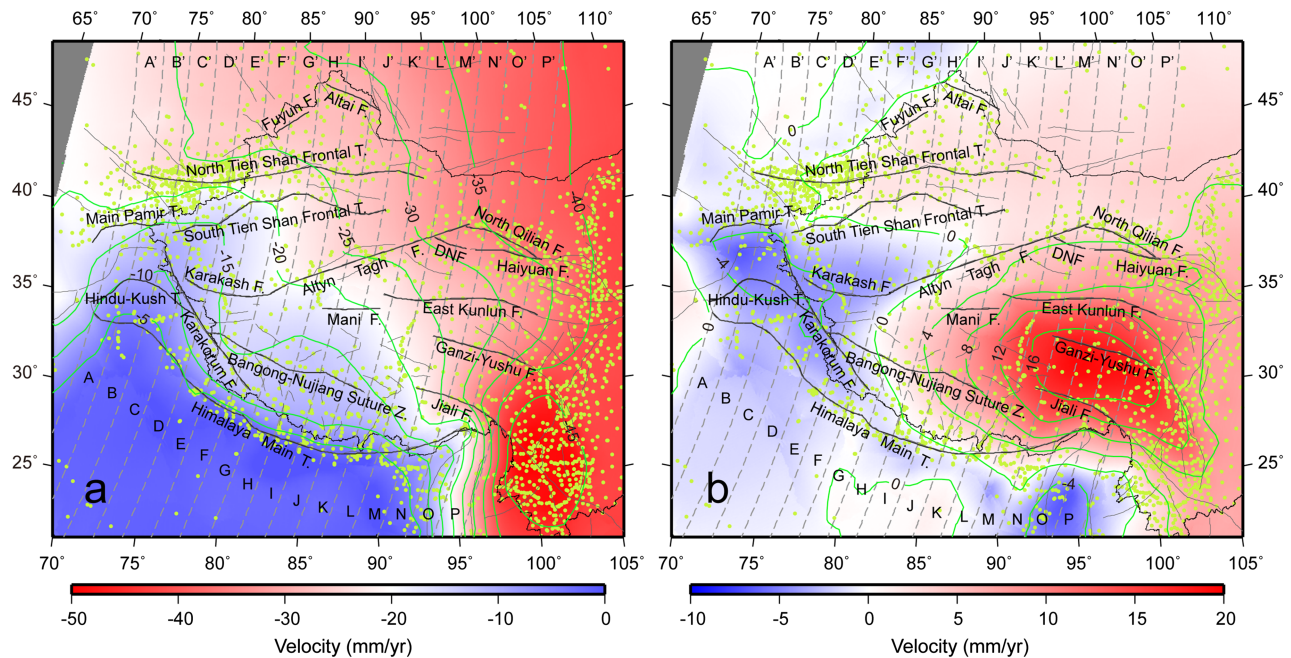 65° 70° 75° 80° 85° 90° 95° 100° 105° 110°
A' B' C' D' E' F' G' H' I' J' K' L' M' N' O' P'
45°
Altai F.
Fuyun F.
North Tien Shan Frontal T.
40°
-35
-40
Main Pamir T.
-30
South Tien Shan Frontal T.
North Qilian F.
-25
-20
-15
DNF
Haiyuan F.
-10
Karakash F.
Altyn Tagh F.
35°
Hindu-Kush T.
East Kunlun F.
-5
Mani F.
Karakorum F.
Ganzi-Yushu F.
30°
Bangong-Nujiang Suture Z.
A
B
C
D
E
F
G
H
I
J
K
L
M
N
O
P
Jiali F.
Himalaya Main T.
-45
25°
a
70° 75° 80° 85° 90° 95° 100° 105°
-50 -40 -30 -20 -10 0
Velocity (mm/yr)
65° 70° 75° 80° 85° 90° 95° 100° 105° 110°
A' B' C' D' E' F' G' H' I' J' K' L' M' N' O' P'
45°
Altai F.
0
Fuyun F.
North Tien Shan Frontal T.
40°
Main Pamir T.
South Tien Shan Frontal T.
0
North Qilian F.
-4
DNF
Haiyuan F.
Karakash F.
Altyn Tagh F.
35°
Hindu-Kush T.
East Kunlun F.
0
0
4
8
12
16
Mani F.
Karakorum F.
Ganzi-Yushu F.
30°
Bangong-Nujiang Suture Z.
A
B
C
D
E
F
G
H
I
J
K
L
M
N
O
P
Jiali F.
Himalaya Main T.
25°
0
-4
b
70° 75° 80° 85° 90° 95° 100° 105°
-10 -5 0 5 10 15 20
Velocity (mm/yr)